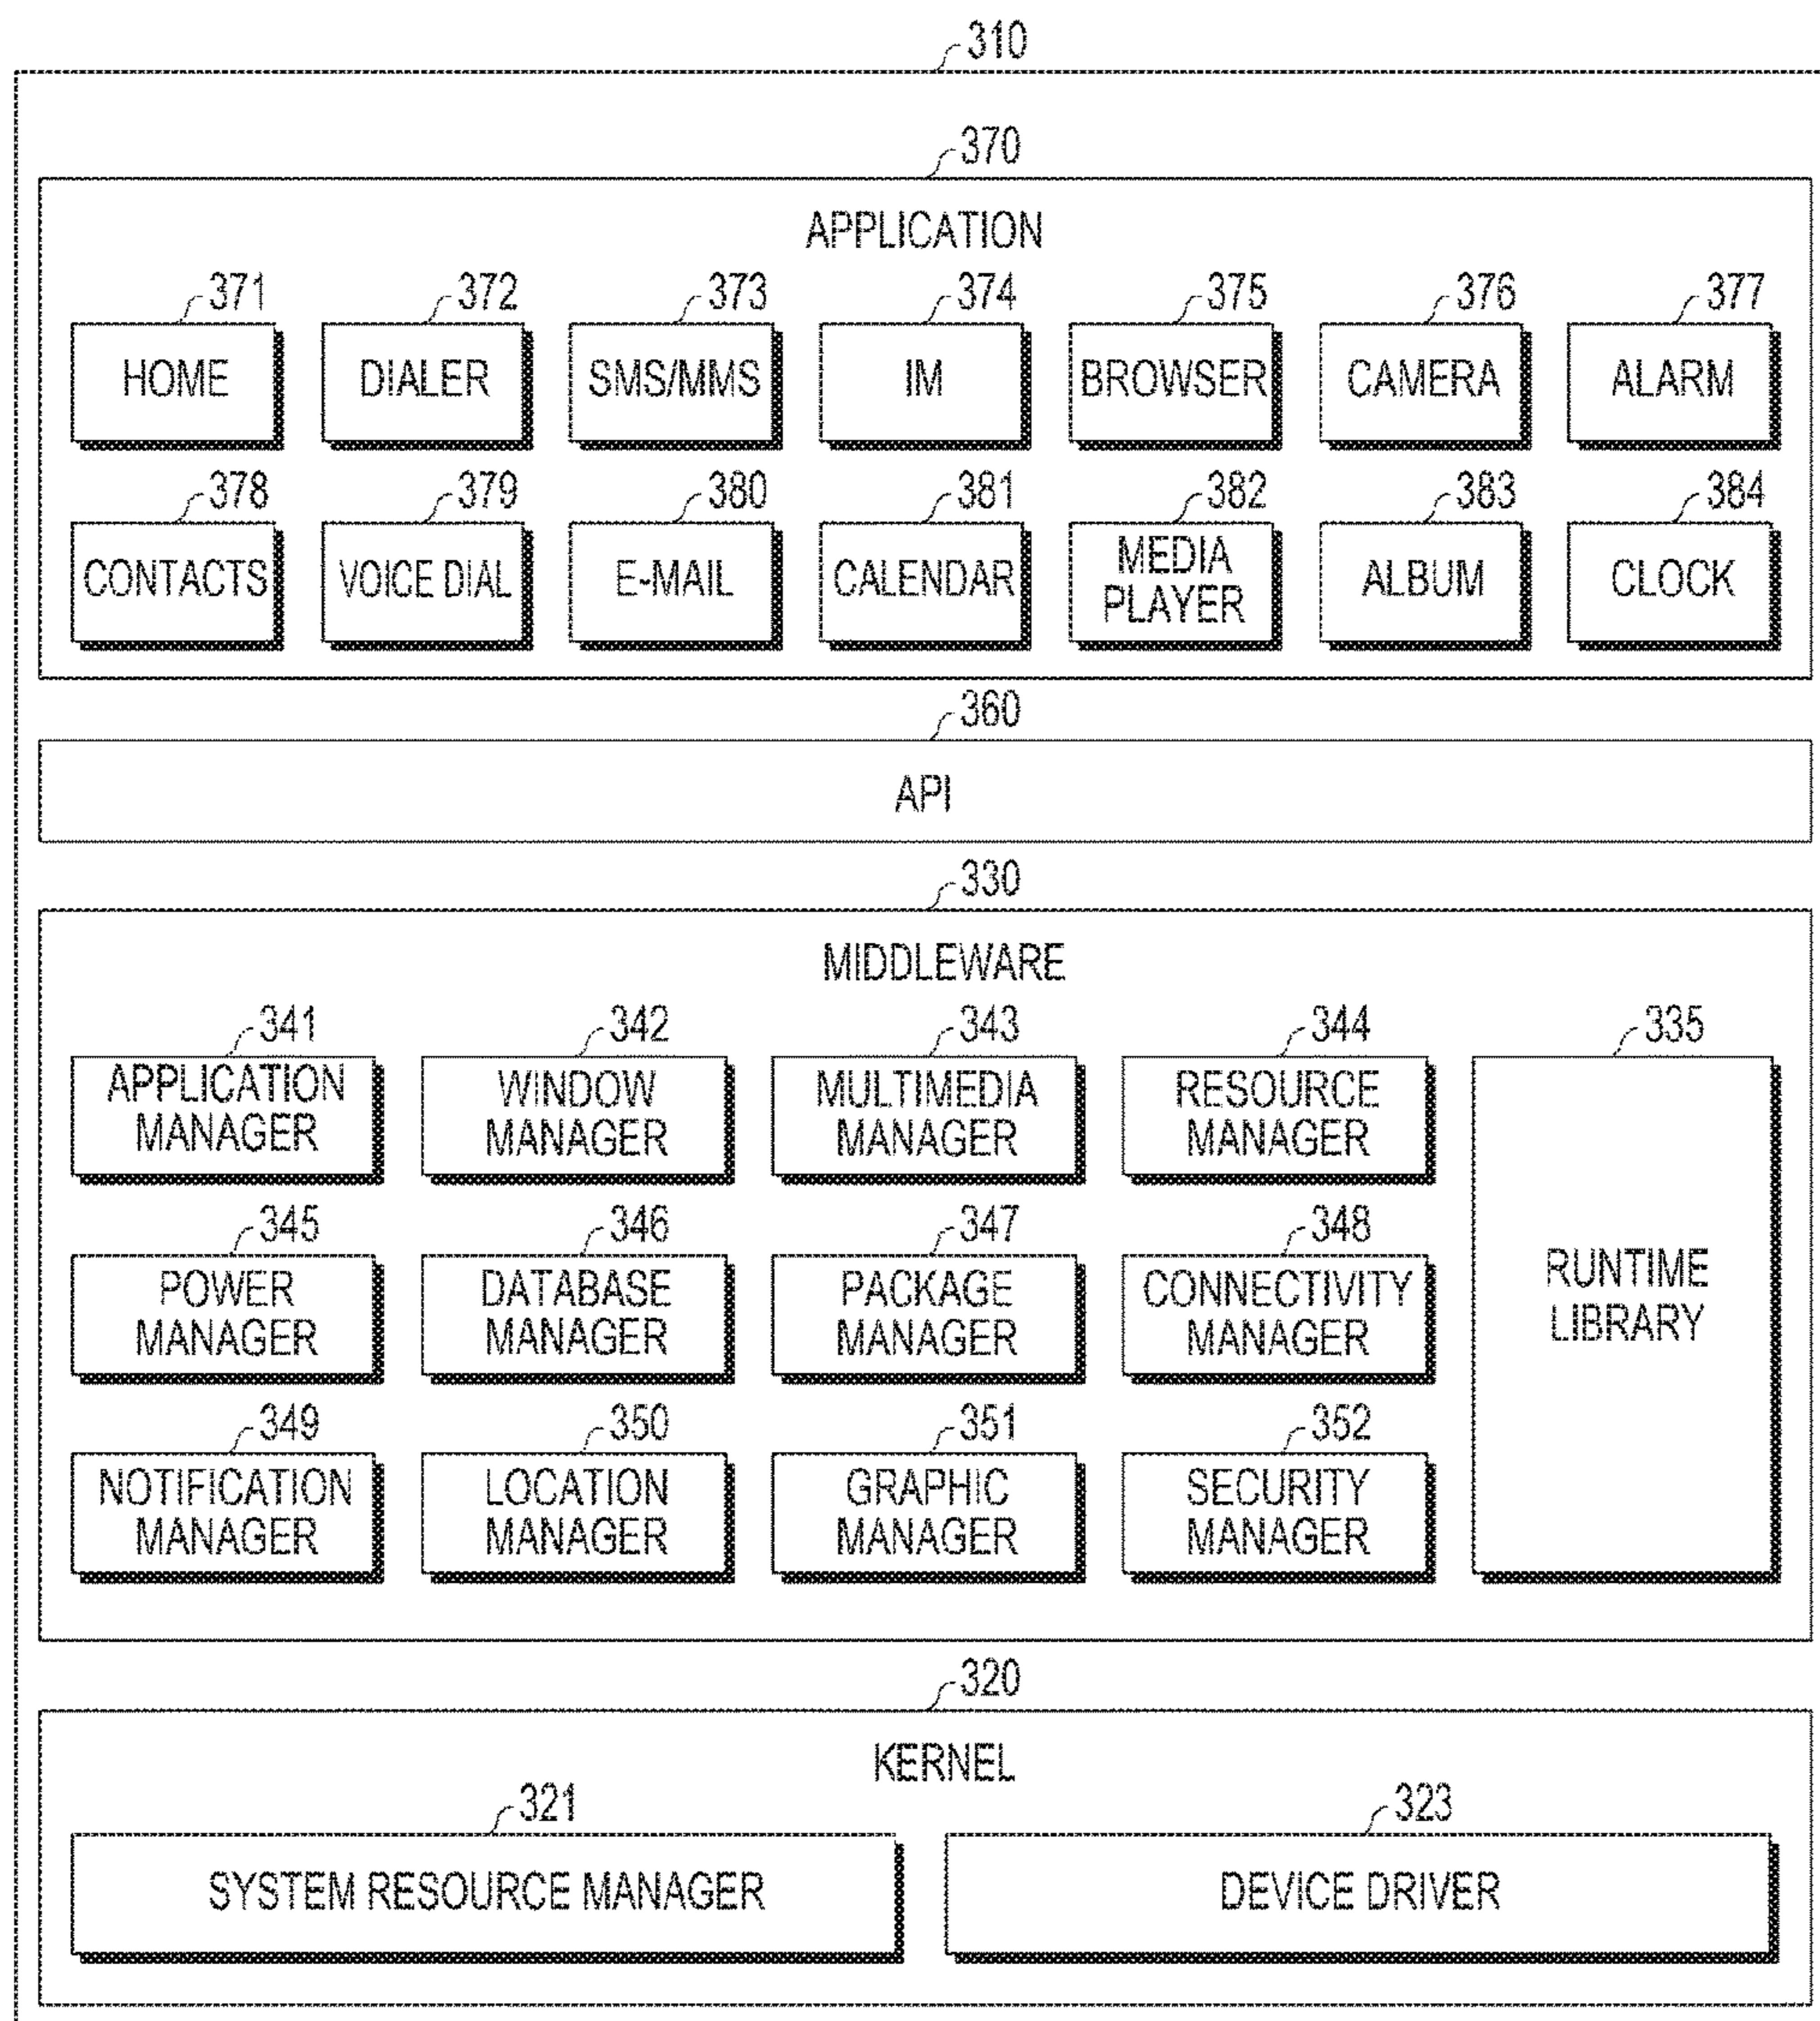 310
370
APPLICATION
371 372 373 374 375 376 377
HOME DIALER SMS/MMS IM BROWSER CAMERA ALARM
378 379 380 381 382 383 384
CONTACTS VOICE DIAL E-MAIL CALENDAR MEDIA PLAYER ALBUM CLOCK
360
API
330
MIDDLEWARE
341 342 343 344 335
APPLICATION MANAGER WINDOW MANAGER MULTIMEDIA MANAGER RESOURCE MANAGER
345 346 347 348
POWER MANAGER DATABASE MANAGER PACKAGE MANAGER CONNECTIVITY MANAGER RUNTIME LIBRARY
349 350 351 352
NOTIFICATION MANAGER LOCATION MANAGER GRAPHIC MANAGER SECURITY MANAGER
320
KERNEL
321 323
SYSTEM RESOURCE MANAGER DEVICE DRIVER